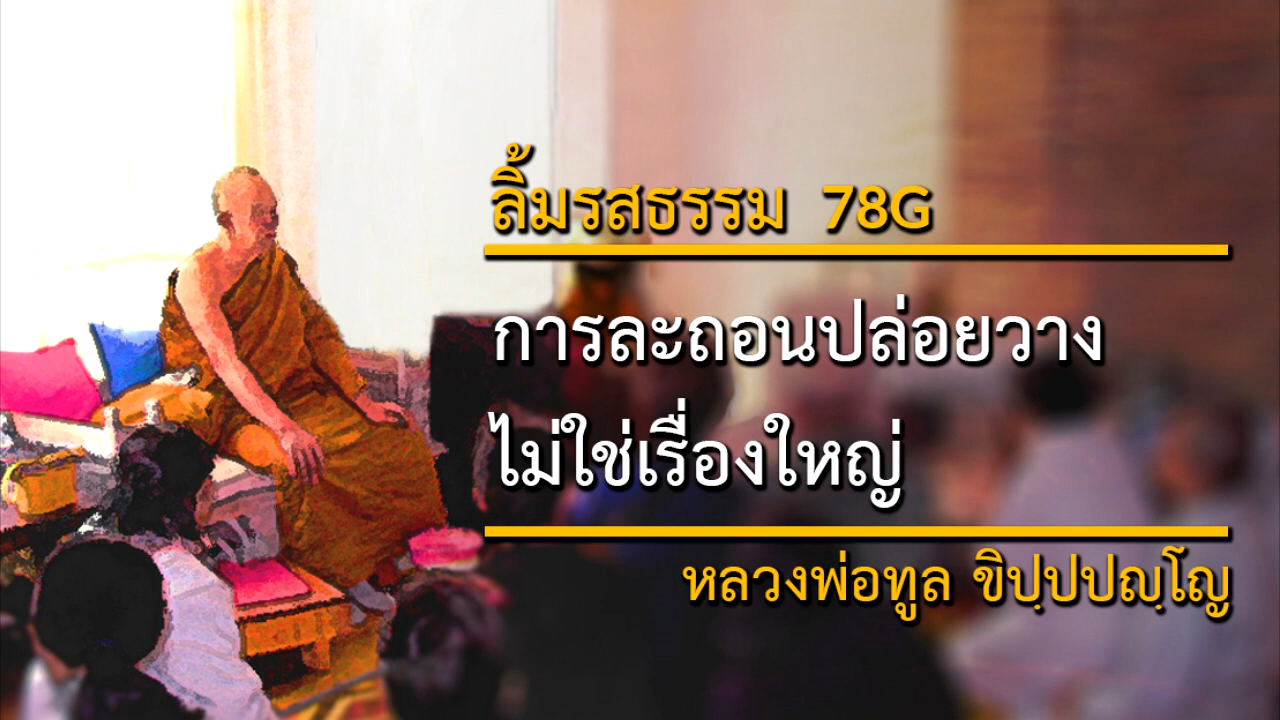 ลิ้มรสธรรม 78G
การละถอนปล่อยวาง
ไม่ใช่เรื่องใหญ่
หลวงพ่อทูล ขิปฺปปญฺโญ